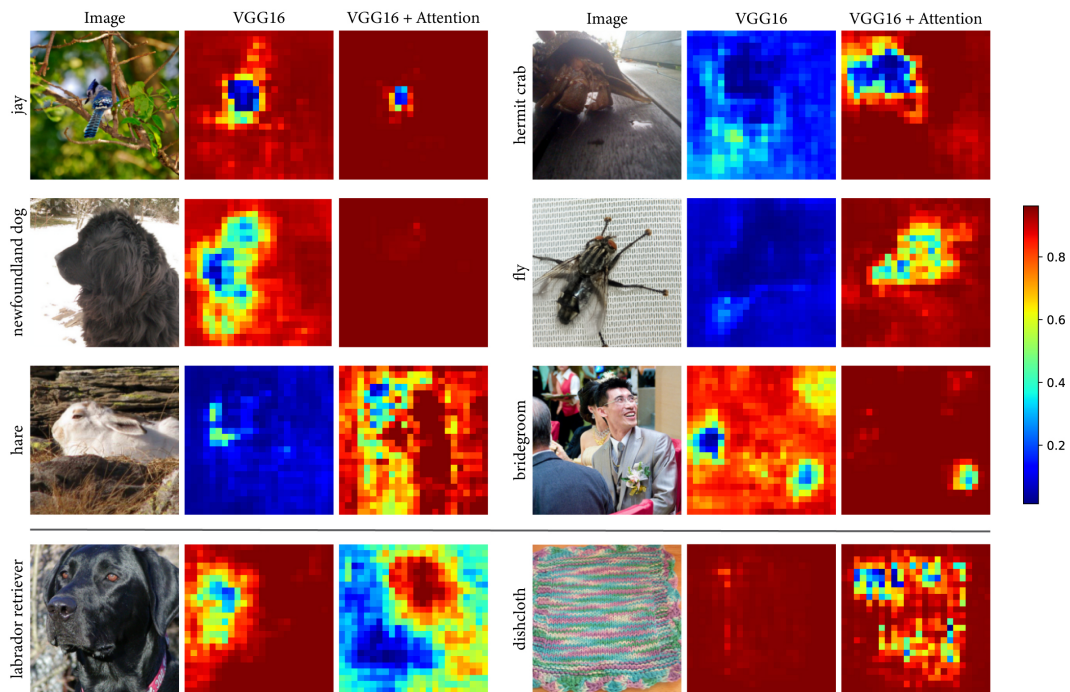 Image VGG16 VGG16 + Attention Image VGG16 VGG16 + Attention
jay
hermit crab
newfoundland dog
fly
hare
bridegroom
labrador retriever
dishcloth
0.8
0.6
0.4
0.2